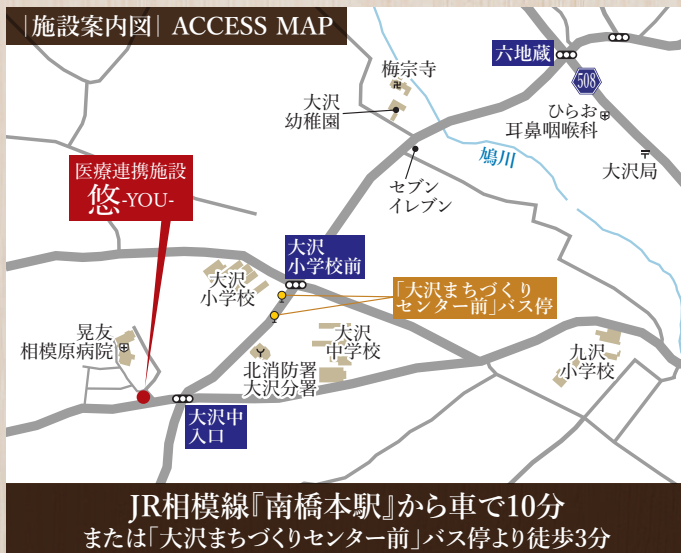 |施設案内図| ACCESS MAP
六地蔵
梅宗寺
508
大沢
幼稚園
ひらお
耳鼻咽喉科
鳩川
大沢局
医療連携施設
悠-YOU-
セブン
イレブン
大沢
小学校前
大沢
小学校
「大沢まちづくり
センター前」バス停
大沢
中学校
晃友
相模原病院
北消防署
大沢分署
九沢
小学校
大沢中
入口
JR相模線『南橋本駅』から車で10分
または「大沢まちづくりセンター前」バス停より徒歩3分